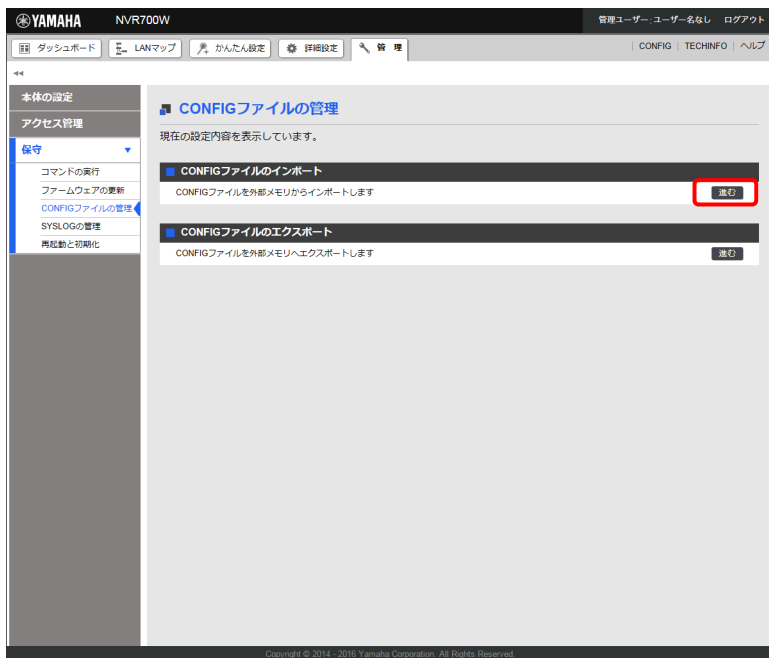 YAMAHA NVR700W 管理ユーザー:ユーザー名なし ログアウト
ダッシュボード LANマップ かんたん設定 詳細設定 管理 CONFIG TECHINFO ヘルプ
本体の設定
アクセス管理
保守
コマンドの実行
ファームウェアの更新
CONFIGファイルの管理
SYSLOGの管理
再起動と初期化
CONFIGファイルの管理
現在の設定内容を表示しています。
CONFIGファイルのインポート
CONFIGファイルを外部メモリからインポートします 進む
CONFIGファイルのエクスポート
CONFIGファイルを外部メモリへエクスポートします 進む
Copyright © 2014 - 2016 Yamaha Corporation. All Rights Reserved.